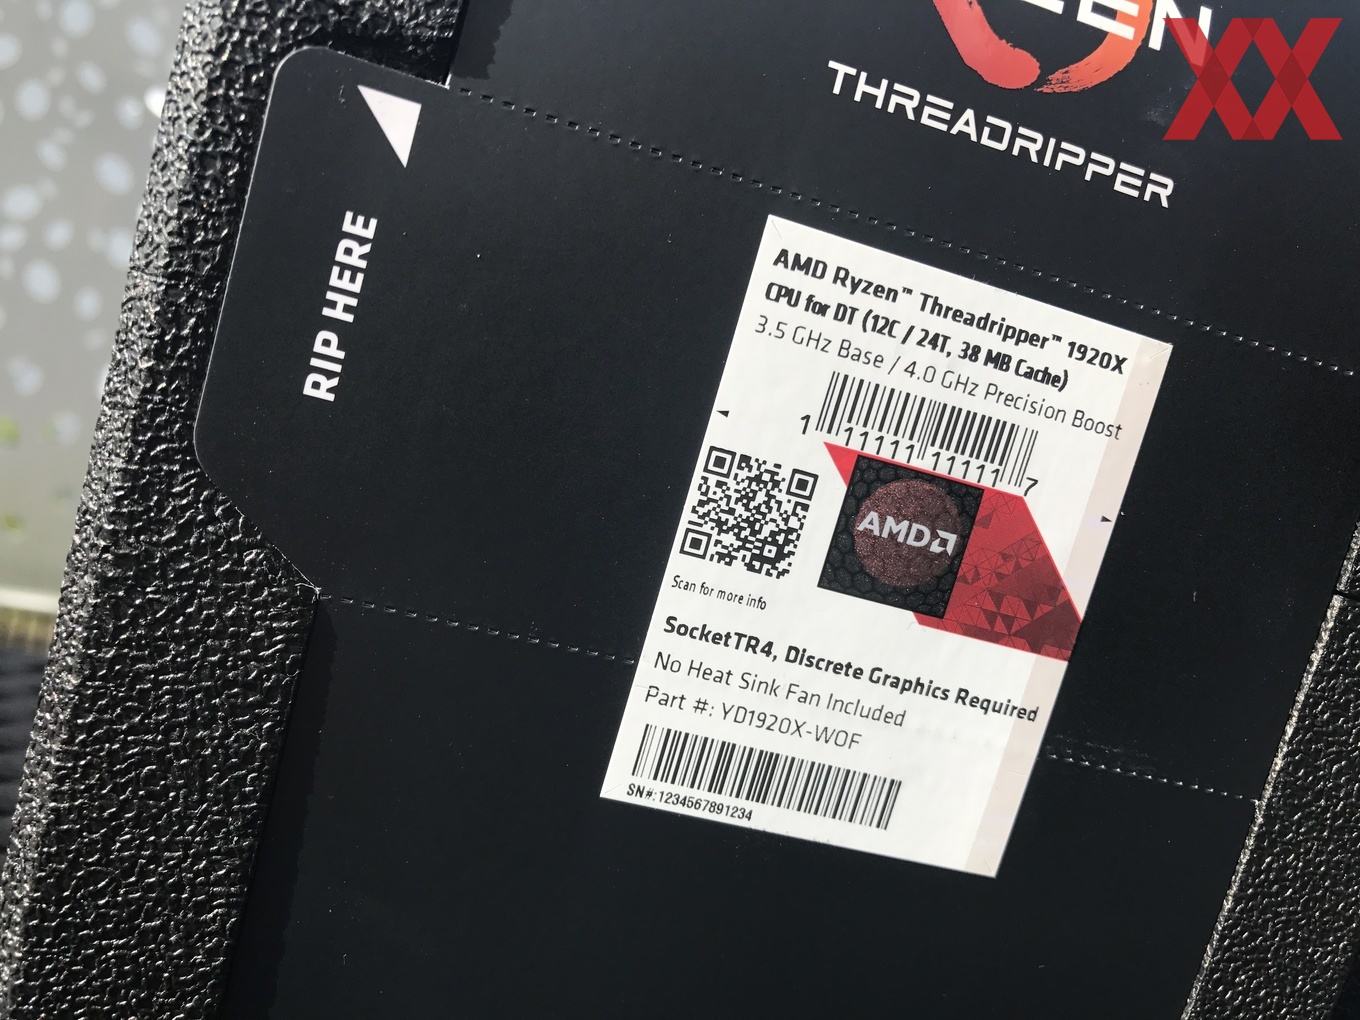 THREADRIPPER
RIP HERE
AMD Ryzen™ Threadripper™ 1920X
CPU for DT (12C / 24T, 38 MB Cache)
3.5 GHz Base / 4.0 GHz Precision Boost
1 11111 11111 7
AMD
Scan for more info
SocketTR4, Discrete Graphics Required
No Heat Sink Fan Included
Part #: YD1920X-WOF
SN#:1234567891234
XX